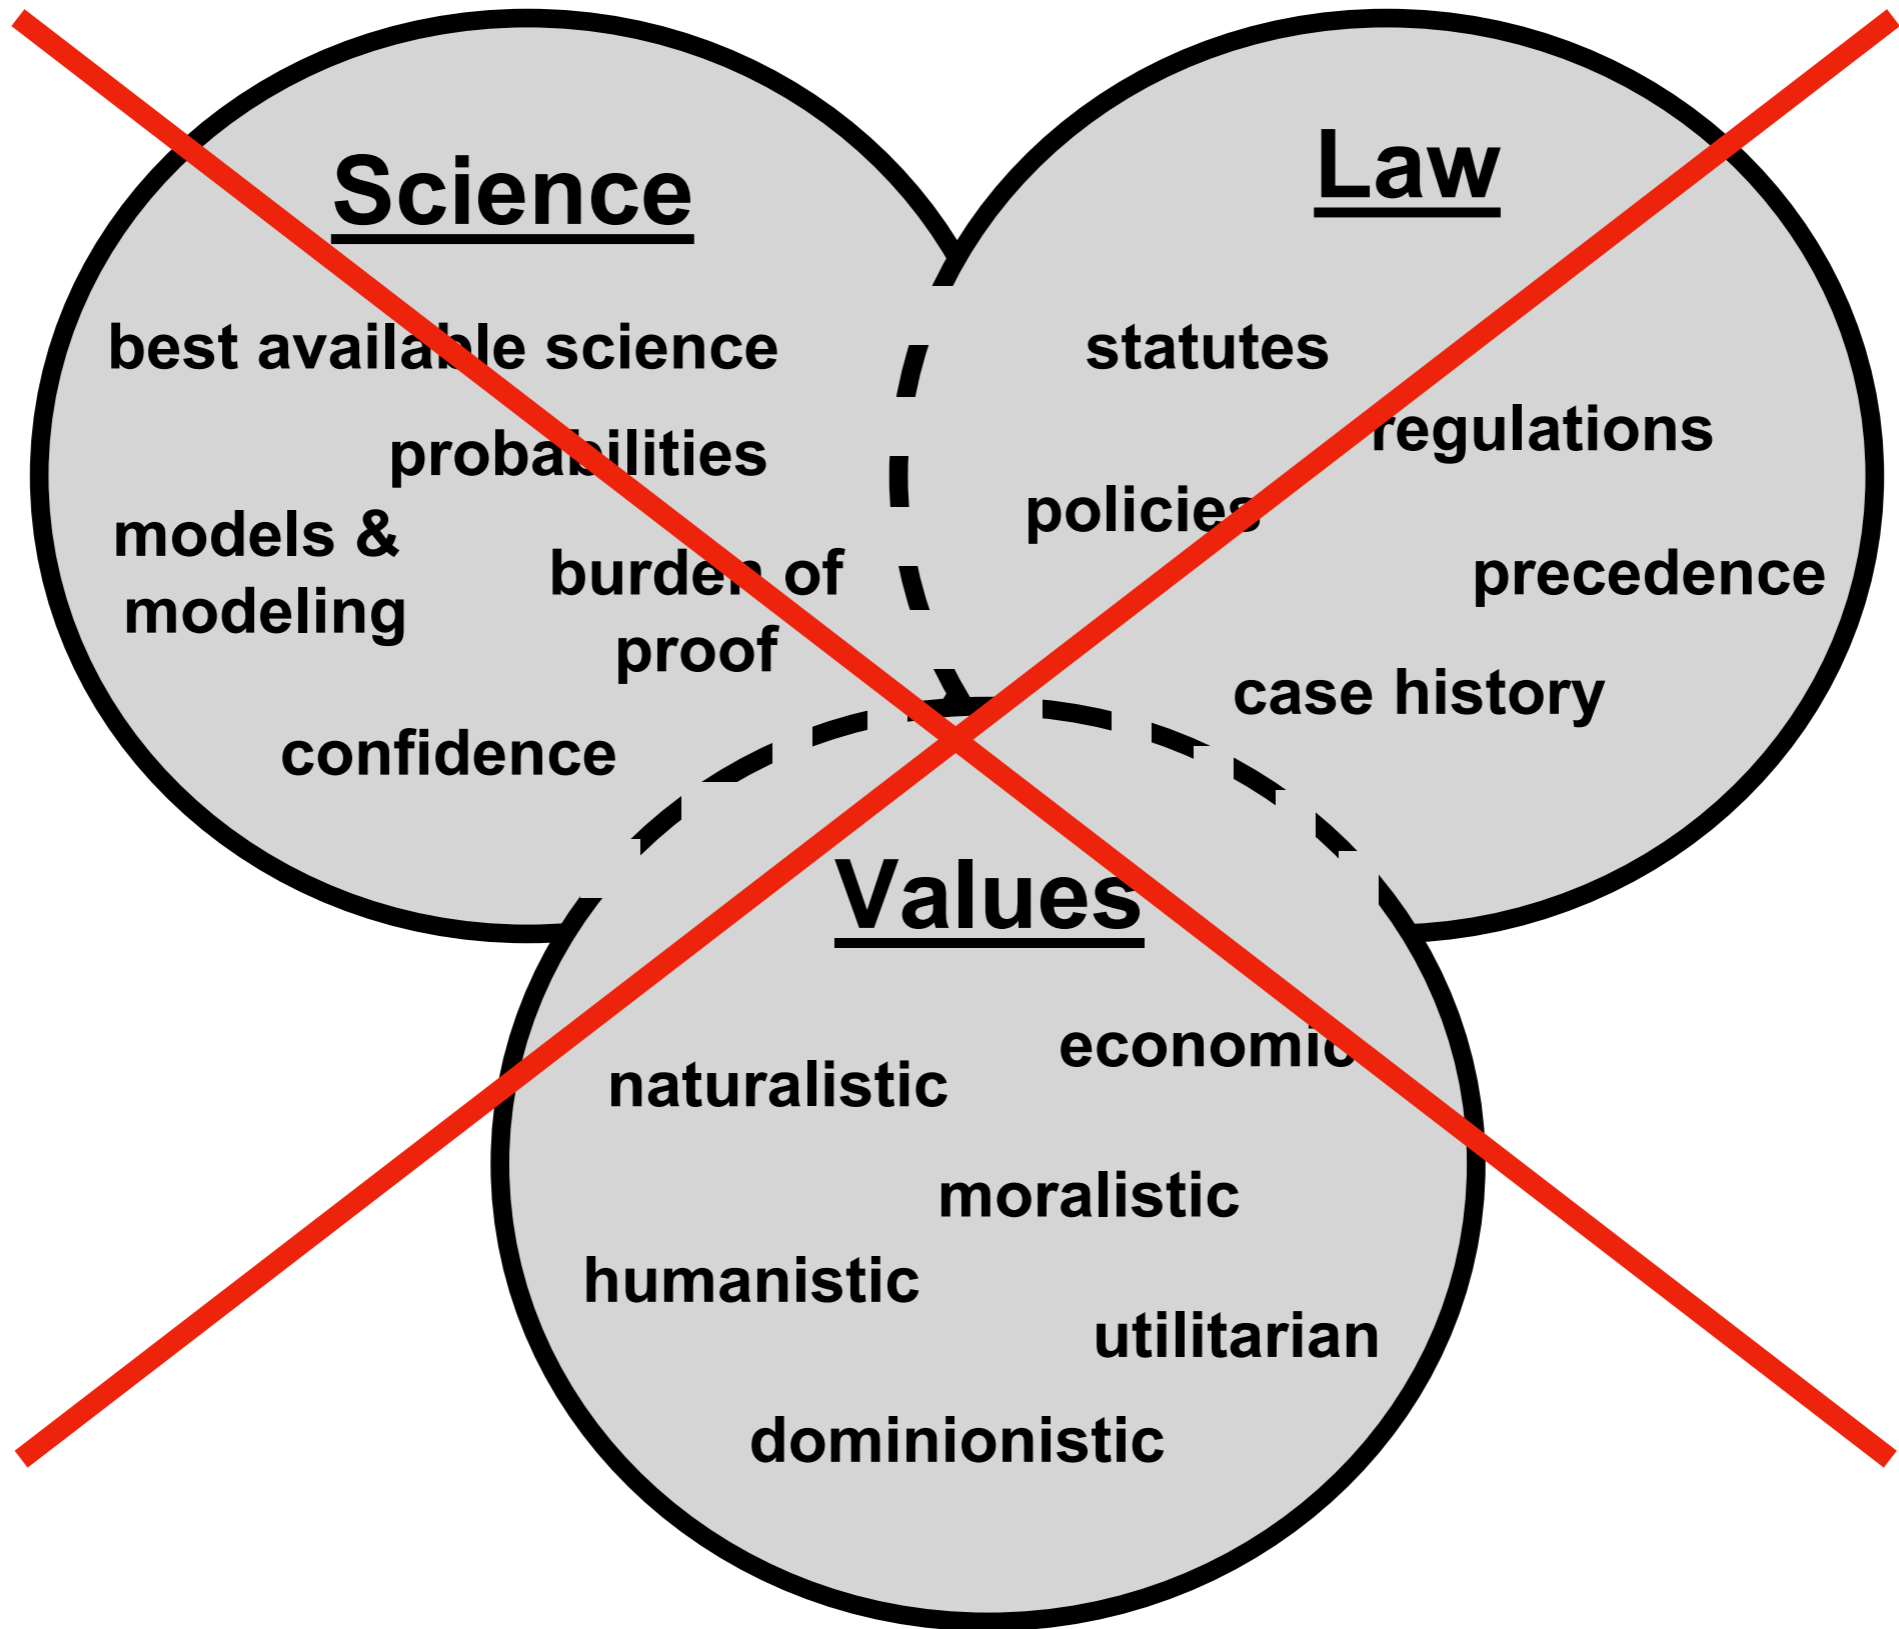 Science
best available science
probabilities
models &
modeling
burden of
proof
confidence
Law
statutes
regulations
policies
precedence
case history
Values
economic
naturalistic
moralistic
humanistic
utilitarian
dominionistic